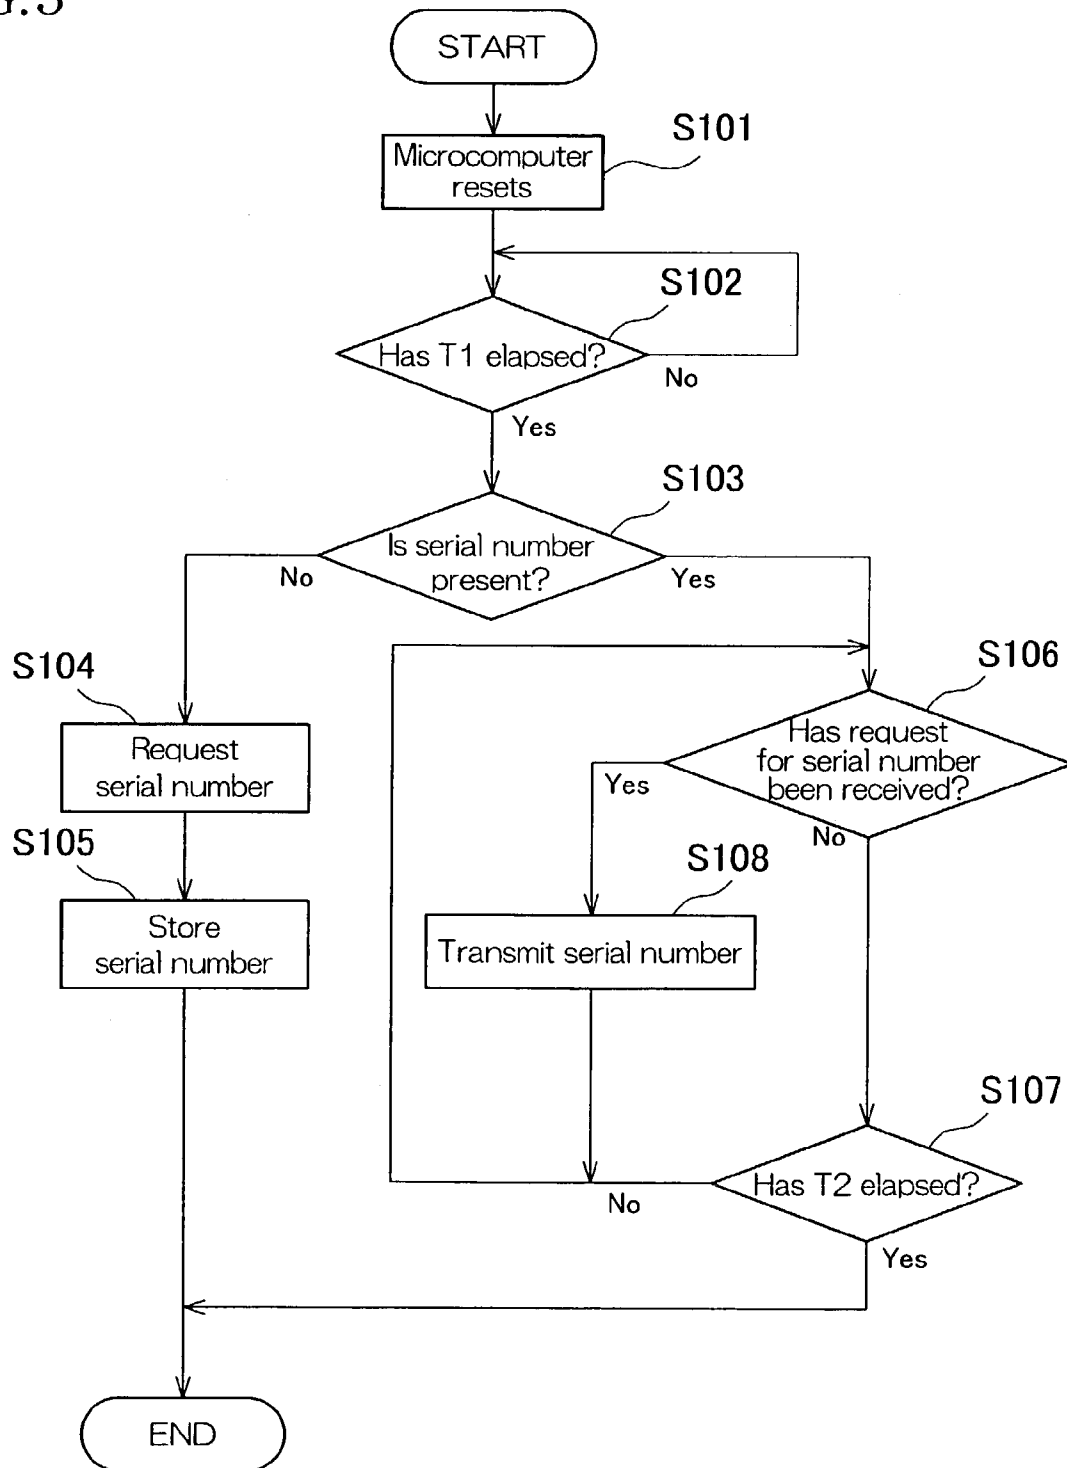 START
S101
Microcomputer
resets
S102
Has T1 elapsed?
No
Yes
S103
Is serial number
present?
No
Yes
S104
S106
Request
serial number
Has request
for serial number
been received?
Yes
No
S105
S108
Store
serial number
Transmit serial number
S107
Has T2 elapsed?
No
Yes
END